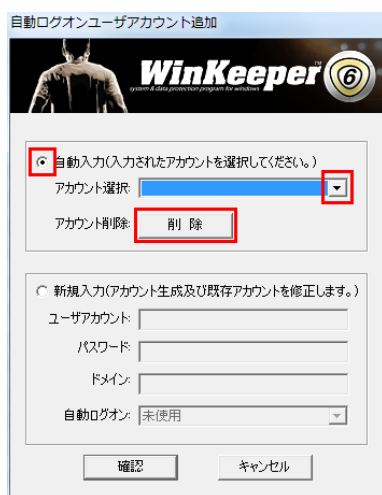 自動ログオンユーザアカウント追加
WinKeeper 6
system & data protection program for windows
自動入力(入力されたアカウントを選択してください。)
アカウント選択:
アカウント削除: 削 除
新規入力(アカウント生成及び既存アカウントを修正します。)
ユーザアカウント:
パスワード:
ドメイン:
自動ログオン: 未使用
確認 キャンセル